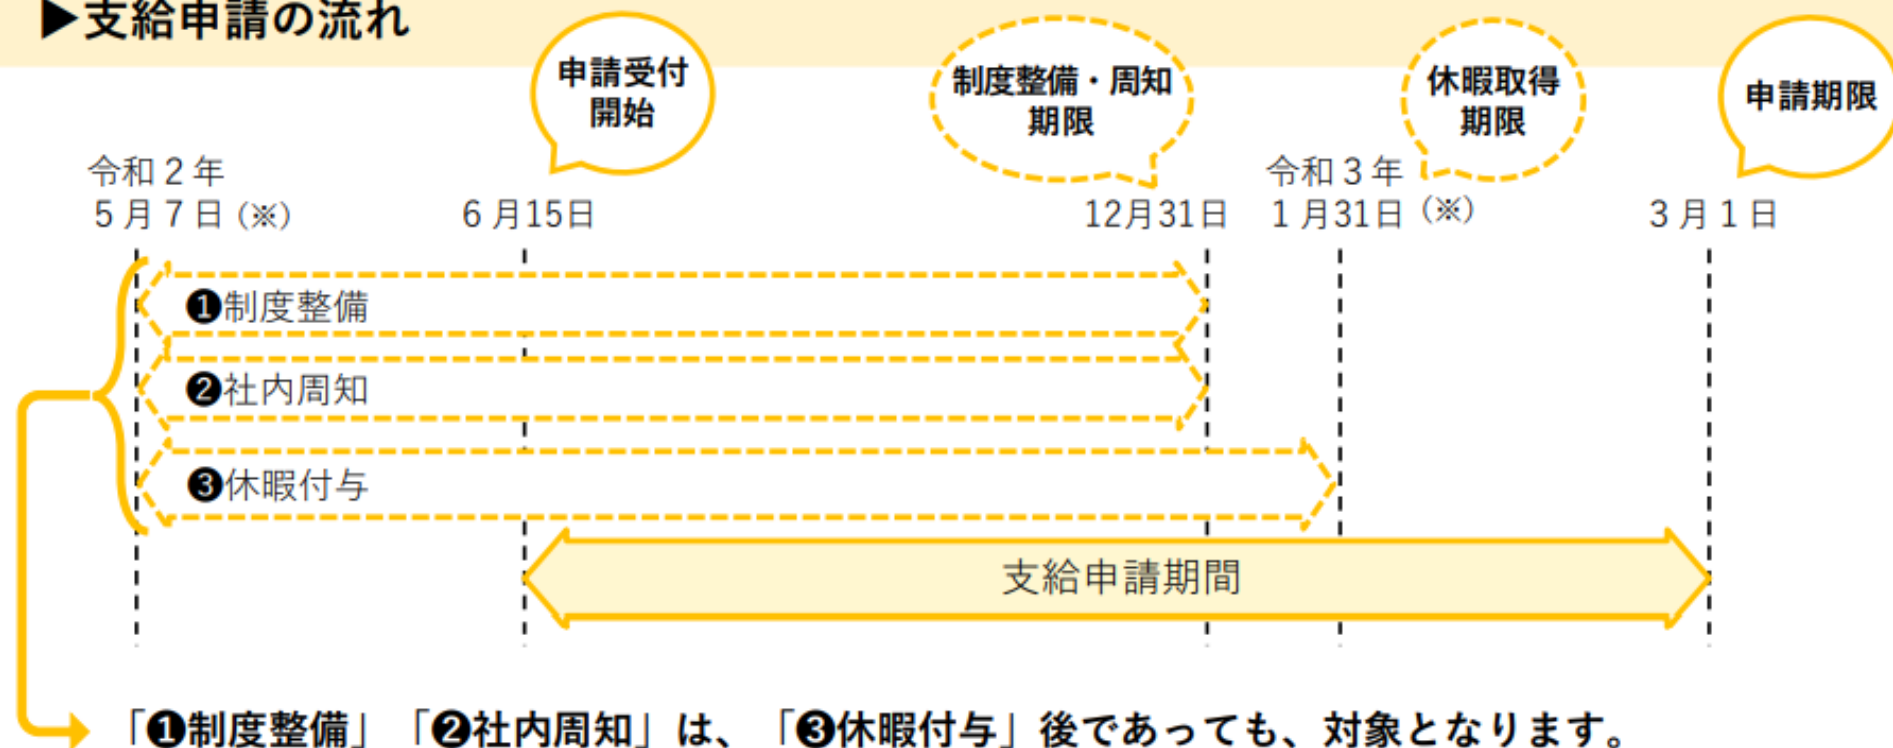 ▶支給申請の流れ
申請受付
開始
制度整備・周知
期限
休暇取得
期限
申請期限
令和2年
5月7日(※)
6月15日
12月31日
令和3年
1月31日(※)
3月1日
❶制度整備
❷社内周知
❸休暇付与
支給申請期間
「❶制度整備」「❷社内周知」は、「❸休暇付与」後であっても、対象となります。